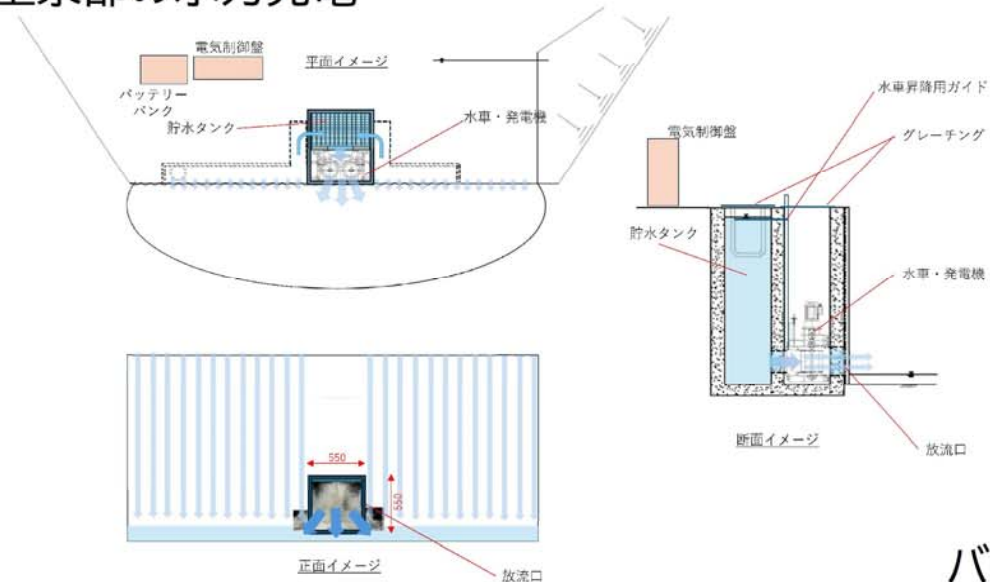 電気制御盤
平面イメージ
バッテリー
バンク
貯水タンク
水車・発電機
水車昇降用ガイド
電気制御盤
グレーチング
貯水タンク
水車・発電機
断面イメージ
放流口
550
550
正面イメージ
放流口
バ